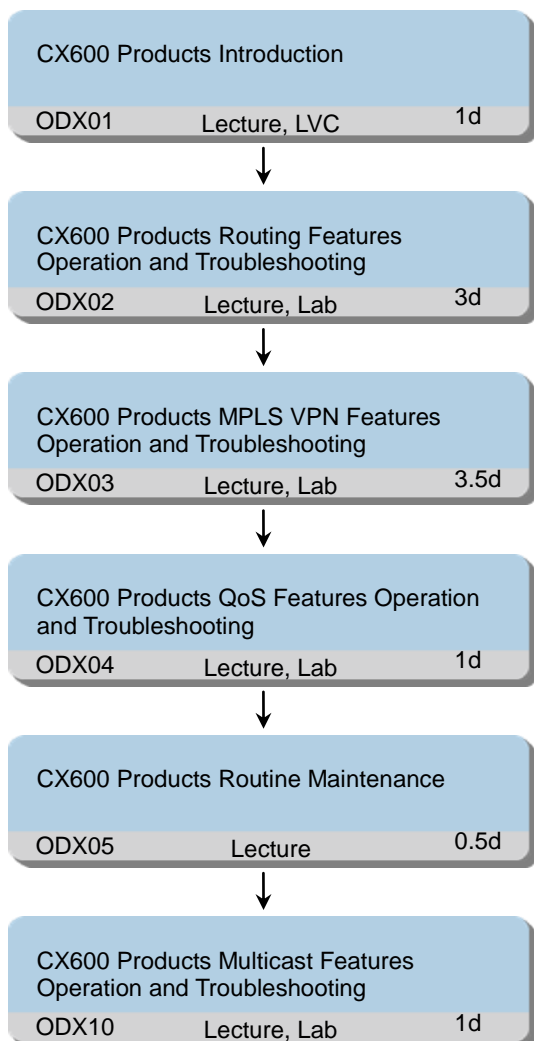 CX600 Products Introduction
ODX01 Lecture, LVC 1d
CX600 Products Routing Features
Operation and Troubleshooting
ODX02 Lecture, Lab 3d
CX600 Products MPLS VPN Features
Operation and Troubleshooting
ODX03 Lecture, Lab 3.5d
CX600 Products QoS Features Operation
and Troubleshooting
ODX04 Lecture, Lab 1d
CX600 Products Routine Maintenance
ODX05 Lecture 0.5d
CX600 Products Multicast Features
Operation and Troubleshooting
ODX10 Lecture, Lab 1d